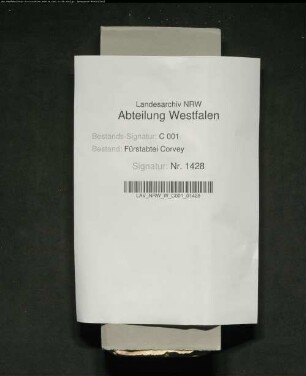 Landesarchiv NRW
Abteilung Westfalen
Bestands-Signatur: C 001
Bestand: Fürstabtei Corvey
Signatur: Nr. 1428
LAV_NRW_W_C001_01428